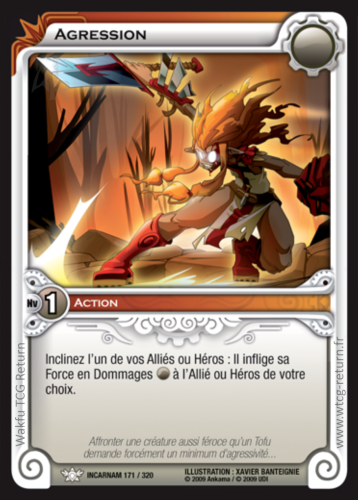 AGRESSION
Nv 1 ACTION
Inclinez l'un de vos Alliés ou Héros : Il inflige sa
Force en Dommages à l'Allié ou Héros de votre
choix.
Affronter une créature aussi féroce qu'un Tofu
demande forcément un minimum d'agressivité...
INCARNAM 171 / 320
ILLUSTRATION : XAVIER BANTEIGNIE
© 2009 Ankama / © 2009 UDI
Wakfu TCG Return
www.wtcg-return.fr